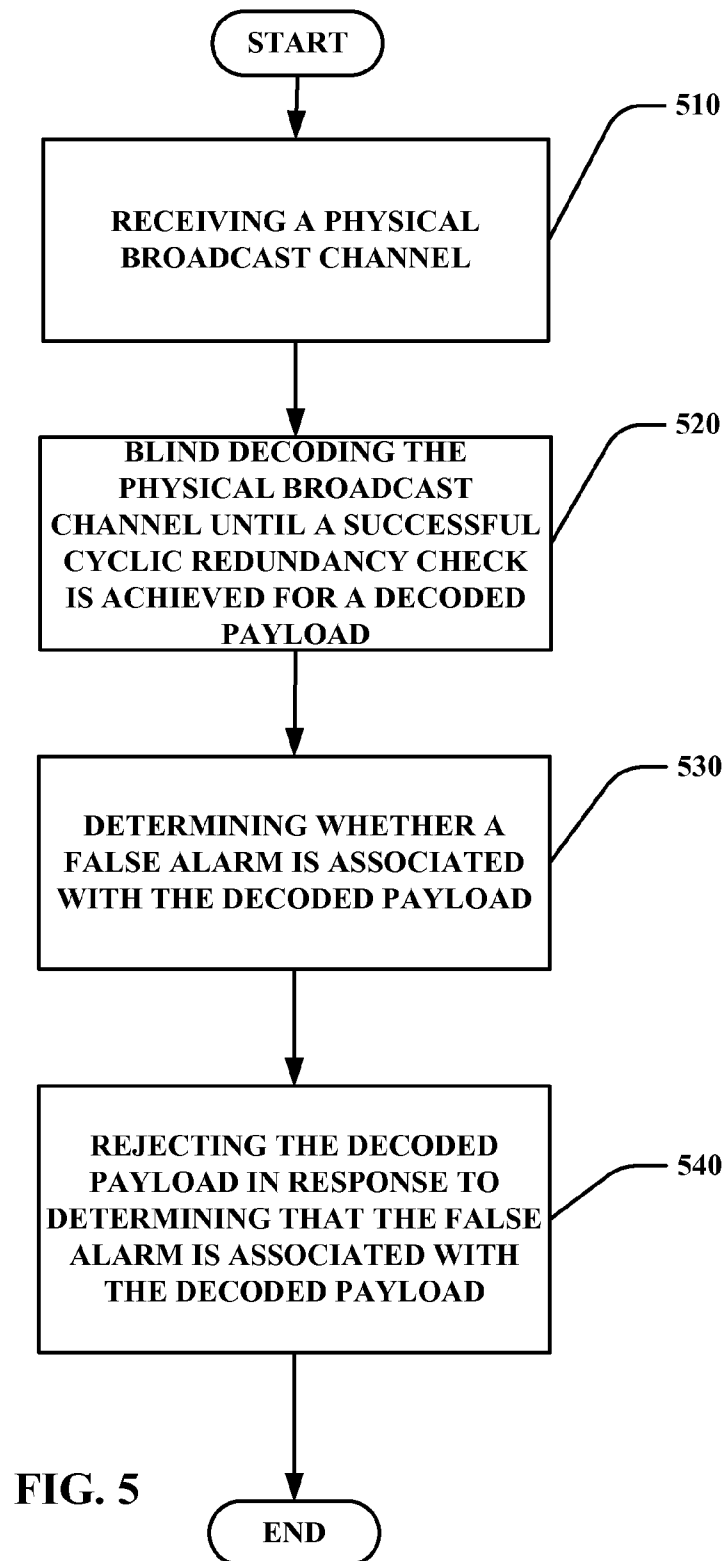 START
510
RECEIVING A PHYSICAL
BROADCAST CHANNEL
520
BLIND DECODING THE
PHYSICAL BROADCAST
CHANNEL UNTIL A SUCCESSFUL
CYCLIC REDUNDANCY CHECK
IS ACHIEVED FOR A DECODED
PAYLOAD
530
DETERMINING WHETHER A
FALSE ALARM IS ASSOCIATED
WITH THE DECODED PAYLOAD
540
REJECTING THE DECODED
PAYLOAD IN RESPONSE TO
DETERMINING THAT THE FALSE
ALARM IS ASSOCIATED WITH
THE DECODED PAYLOAD
FIG. 5
END